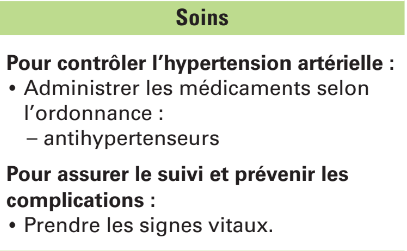 Soins
Pour contrôler l’hypertension artérielle :
• Administrer les médicaments selon
l’ordonnance :
– antihypertenseurs
Pour assurer le suivi et prévenir les
complications :
• Prendre les signes vitaux.